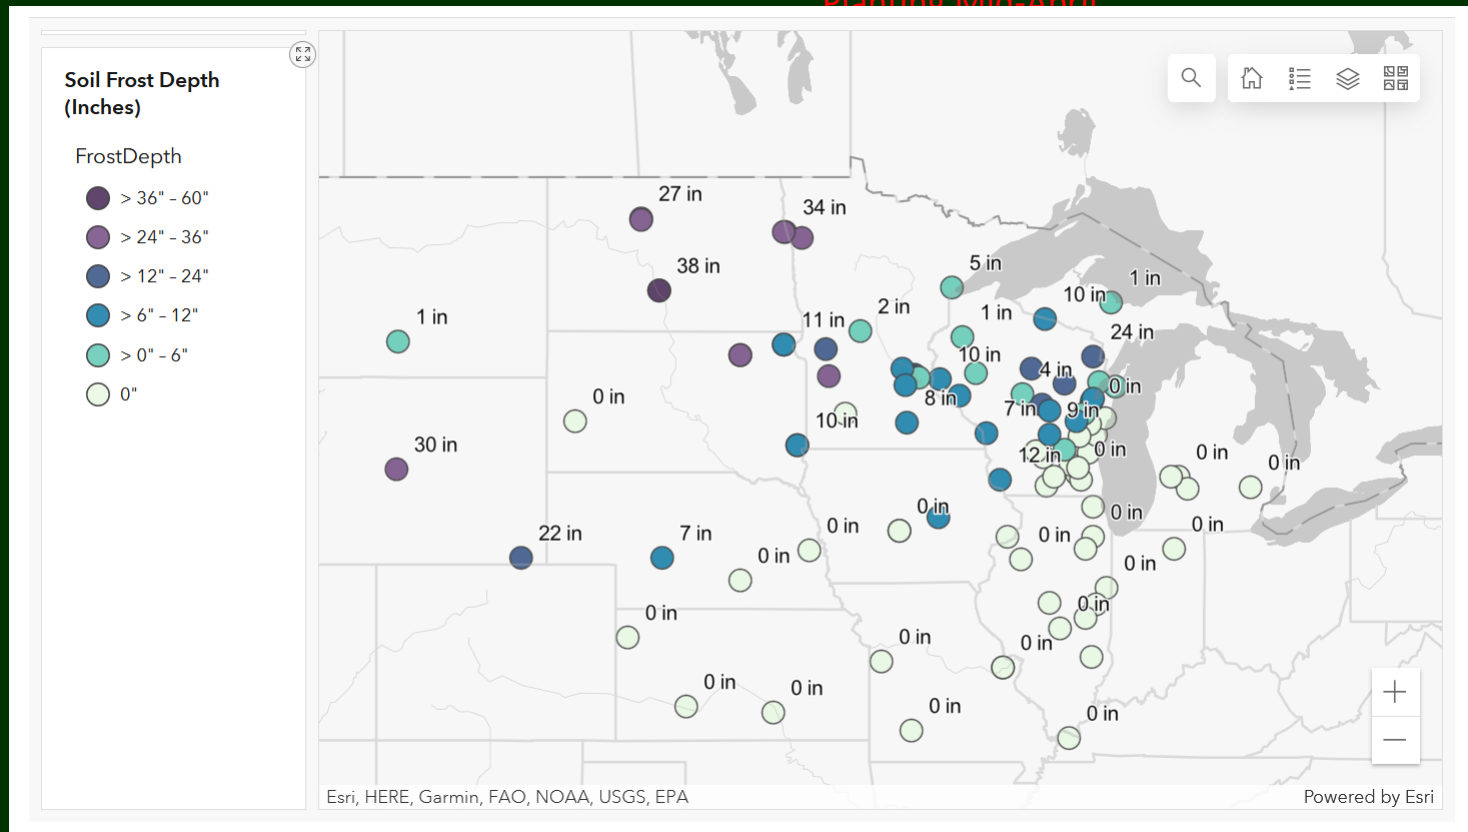 Planting Mid-April
Soil Frost Depth
(Inches)
FrostDepth
> 36" – 60"
> 24" – 36"
> 12" – 24"
> 6" – 12"
> 0" – 6"
0"
27 in
34 in
38 in
5 in
1 in
10 in
2 in
1 in
1 in
11 in
24 in
10 in
4 in
0 in
0 in
8 in
7 in
9 in
10 in
30 in
12 in
0 in
0 in
0 in
0 in
0 in
0 in
0 in
22 in
7 in
0 in
0 in
0 in
0 in
0 in
0 in
0 in
0 in
0 in
0 in
0 in
Esri, HERE, Garmin, FAO, NOAA, USGS, EPA
Powered by Esri